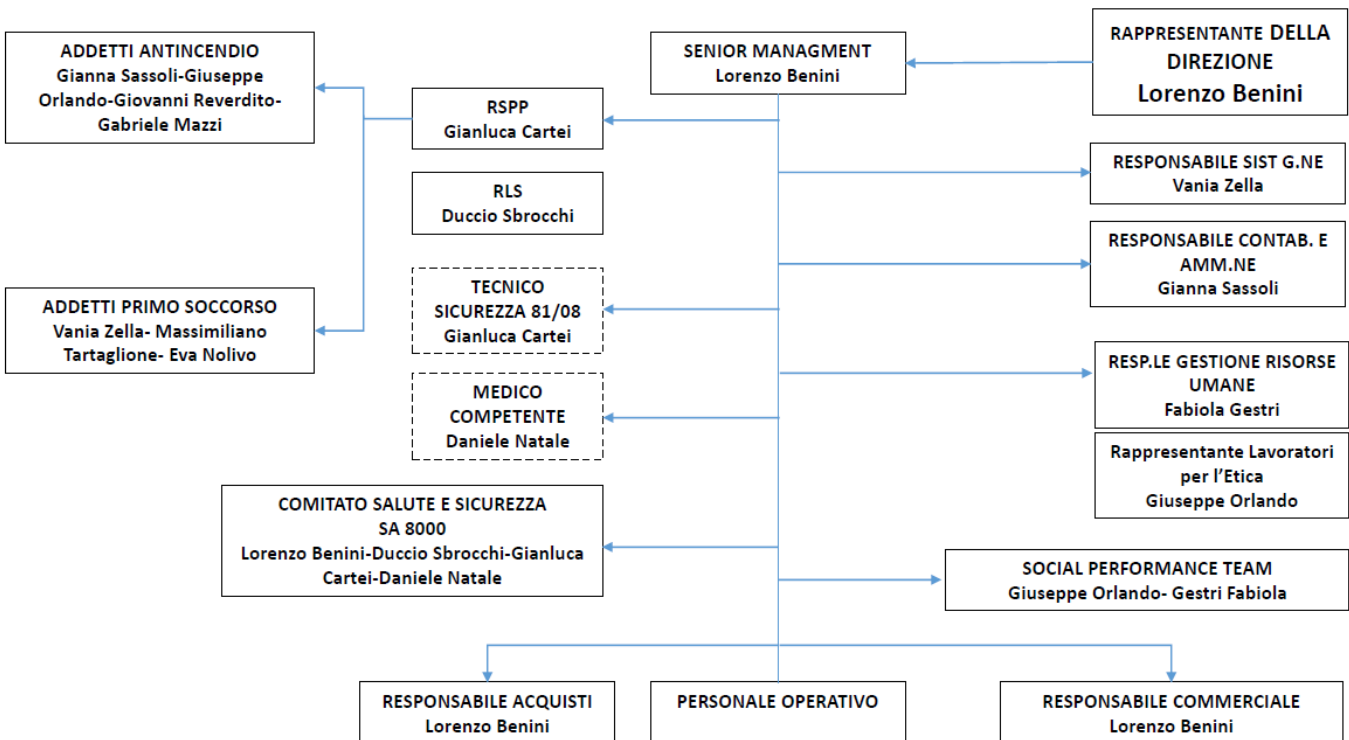 ADDETTI ANTINCENDIO
Gianna Sassoli-Giuseppe
Orlando-Giovanni Reverdito-
Gabriele Mazzi
SENIOR MANAGMENT
Lorenzo Benini
RAPPRESENTANTE DELLA
DIREZIONE
Lorenzo Benini
RSPP
Gianluca Cartei
RESPONSABILE SIST G.NE
Vania Zella
RLS
Duccio Sbrocchi
RESPONSABILE CONTAB. E
AMM.NE
Gianna Sassoli
TECNICO
SICUREZZA 81/08
Gianluca Cartei
ADDETTI PRIMO SOCCORSO
Vania Zella- Massimiliano
Tartaglione- Eva Nolivo
RESP.LE GESTIONE RISORSE
UMANE
Fabiola Gestri
MEDICO
COMPETENTE
Daniele Natale
Rappresentante Lavoratori
per l’Etica
Giuseppe Orlando
COMITATO SALUTE E SICUREZZA
SA 8000
Lorenzo Benini-Duccio Sbrocchi-Gianluca
Cartei-Daniele Natale
SOCIAL PERFORMANCE TEAM
Giuseppe Orlando- Gestri Fabiola
RESPONSABILE ACQUISTI
Lorenzo Benini
PERSONALE OPERATIVO
RESPONSABILE COMMERCIALE
Lorenzo Benini